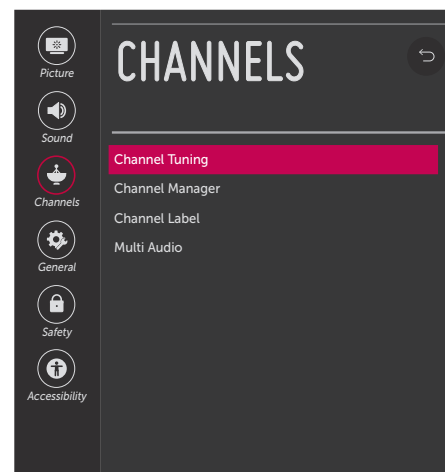 Picture
Sound
Channels
General
Safety
Accessibility
CHANNELS
Channel Tuning
Channel Manager
Channel Label
Multi Audio